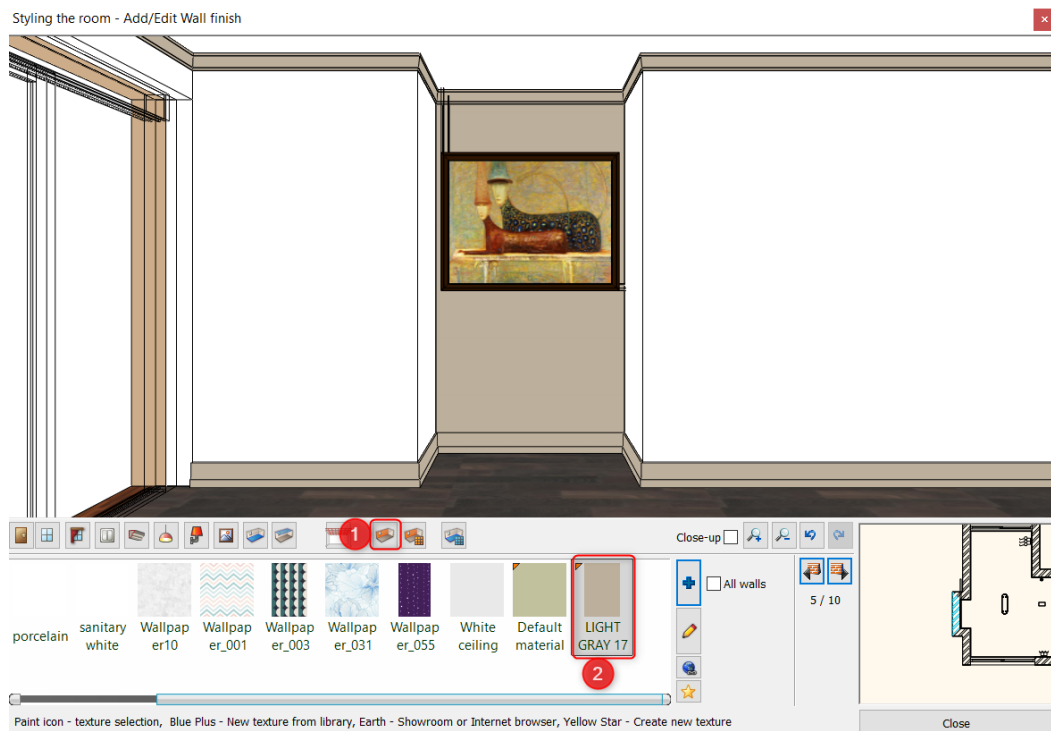 Styling the room - Add/Edit Wall finish
1
Close-up
porcelain
sanitary
white
Wallpap
er10
Wallpap
er_001
Wallpap
er_003
Wallpap
er_031
Wallpap
er_055
White
ceiling
Default
material
LIGHT
GRAY 17
2
All walls
5 / 10
Paint icon - texture selection, Blue Plus - New texture from library, Earth - Showroom or Internet browser, Yellow Star - Create new texture
Close